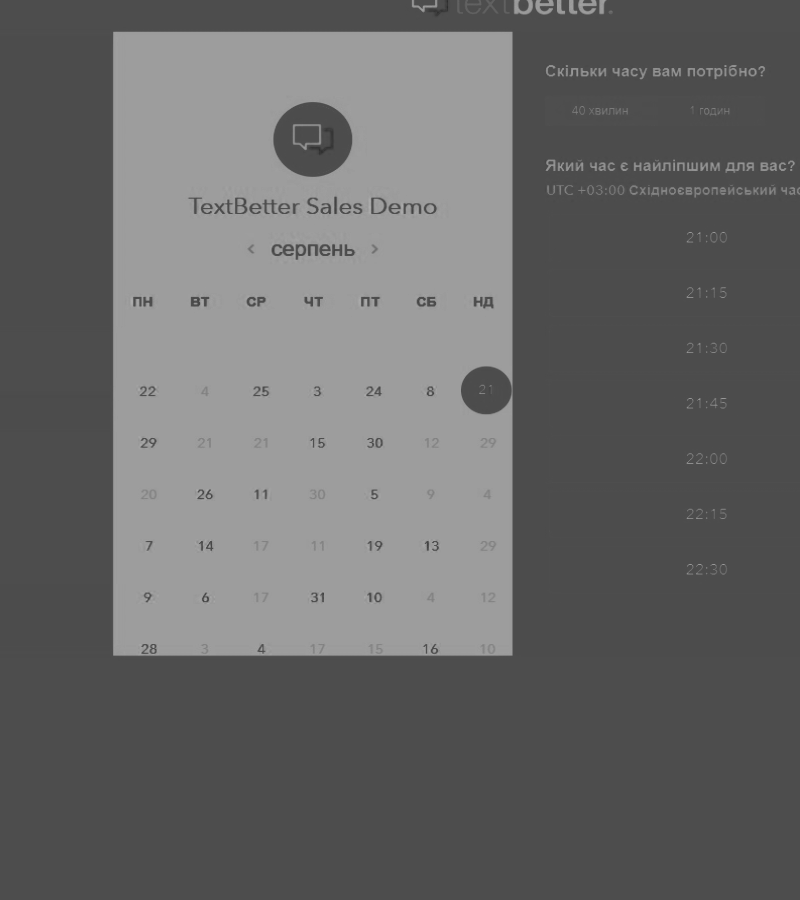 textbetter.
TextBetter Sales Demo
< серпень >
ПН ВТ СР ЧТ ПТ СБ НД
22 4 25 3 24 8 21
29 21 21 15 30 12 29
20 26 11 30 5 9 4
7 14 17 11 19 13 29
9 6 17 31 10 4 12
28 3 4 17 15 16 10
Скільки часу вам потрібно?
40 хвилин 1 годин
Який час є найліпшим для вас?
UTC +03:00 Східноєвропейський час
21:00
21:15
21:30
21:45
22:00
22:15
22:30